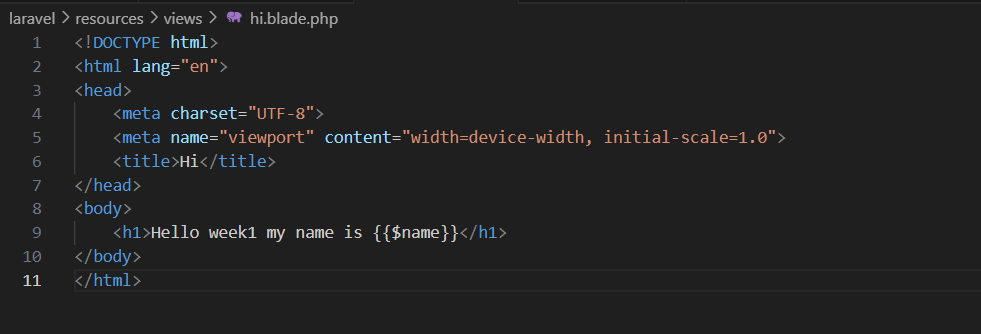 laravel > resources > views > hi.blade.php
1 <!DOCTYPE html>
2 <html lang="en">
3 <head>
4     <meta charset="UTF-8">
5     <meta name="viewport" content="width=device-width, initial-scale=1.0">
6     <title>Hi</title>
7 </head>
8 <body>
9     <h1>Hello week1 my name is {{$name}}</h1>
10 </body>
11 </html>